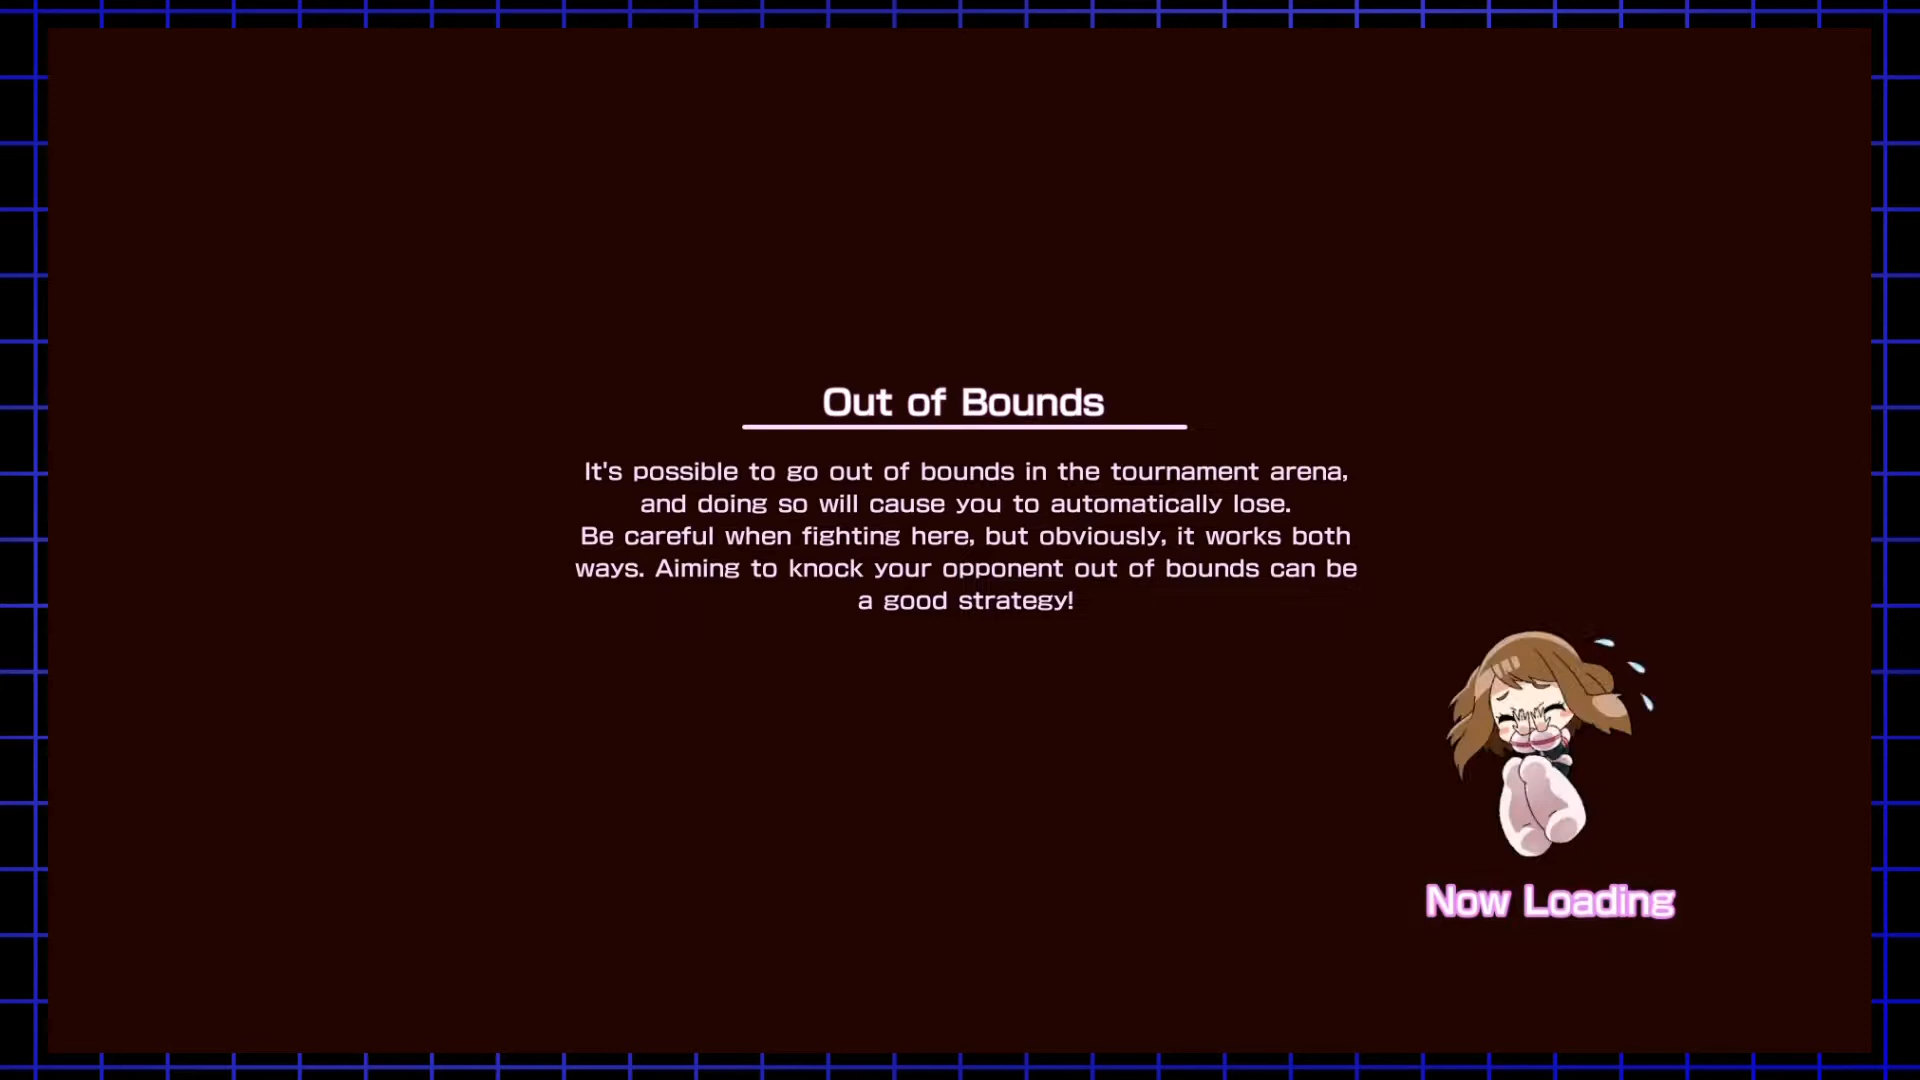 Out of Bounds
It's possible to go out of bounds in the tournament arena,
and doing so will cause you to automatically lose.
Be careful when fighting here, but obviously, it works both
ways. Aiming to knock your opponent out of bounds can be
a good strategy!
Now Loading